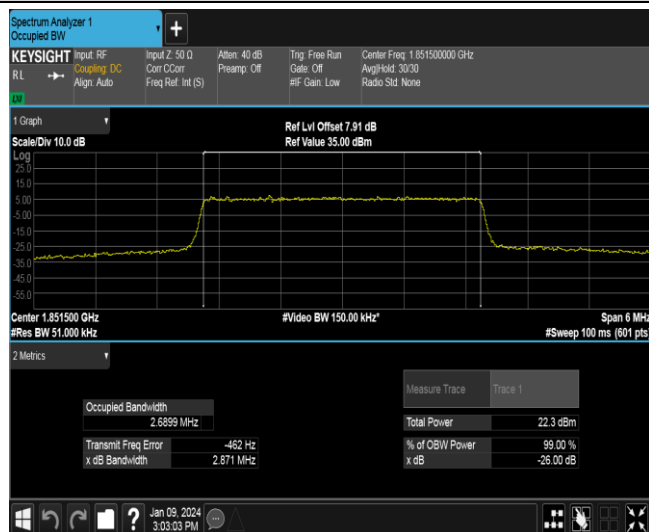 Spectrum Analyzer 1
Occupied BW
KEYSIGHT Input: RF Input Z: 50 Ω Atten: 40 dB Trig: Free Run Center Freq: 1.851500000 GHz
RL Coupling: DC Corr CCorr Preamp: Off Gate: Off Avg|Hold: 30/30
Align: Auto Freq Ref: Int (S) #IF Gain: Low Radio Std: None
LXI
1 Graph
Ref Lvl Offset 7.91 dB
Scale/Div 10.0 dB Ref Value 35.00 dBm
Log
25.0
15.0
5.00
-5.00
-15.0
-25.0
-35.0
-45.0
-55.0
Center 1.851500 GHz #Video BW 150.00 kHz* Span 6 MHz
#Res BW 51.000 kHz #Sweep 100 ms (601 pts)
2 Metrics
Measure Trace Trace 1
Occupied Bandwidth
2.6899 MHz
Total Power 22.3 dBm
Transmit Freq Error -462 Hz % of OBW Power 99.00 %
x dB Bandwidth 2.871 MHz x dB -26.00 dB
Jan 09, 2024
3:03:03 PM